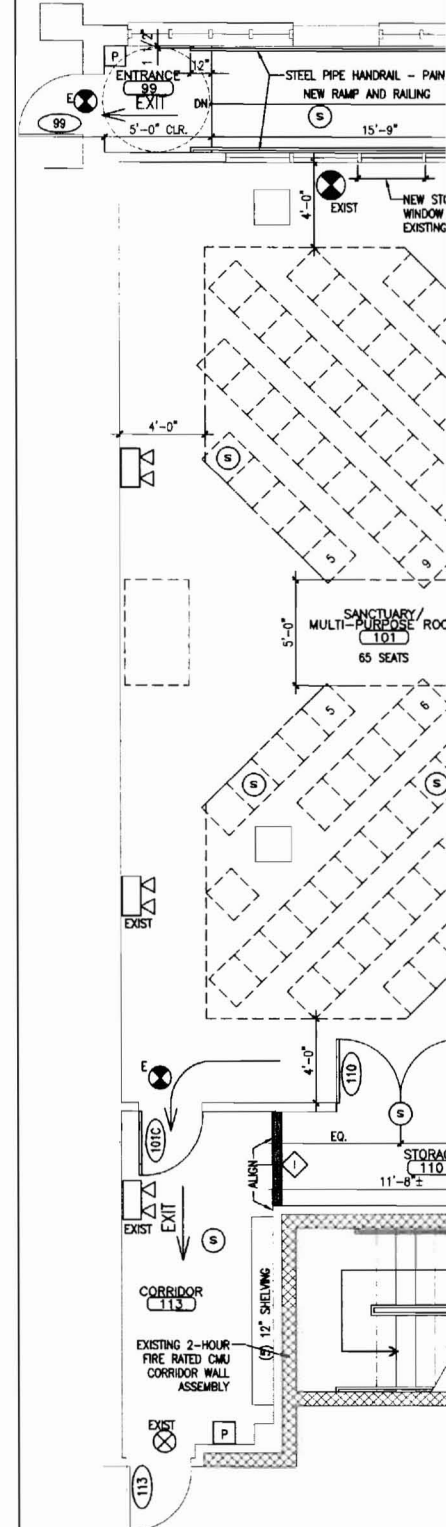 P
1 1/2"
ENTRANCE
12"
99
EXIT
E
DN
99
5'-0" CLR.
STEEL PIPE HANDRAIL - PAIN
NEW RAMP AND RAILING
S
15'-9"
4'-0"
EXIST
NEW STO
WINDOW
EXISTING
4'-0"
S
5
9
5'-0"
SANCTUARY/
MULTI-PURPOSE ROO
101
65 SEATS
5
6
S
S
EXIST
E
4'-0"
110
101C
S
EQ.
STORAG
110
11'-8"±
ALIGN
EXIST
EXIT
S
CORRIDOR
113
(5) 12" SHELVING
EXISTING 2-HOUR
FIRE RATED CMU
CORRIDOR WALL
ASSEMBLY
EXIST
P
113